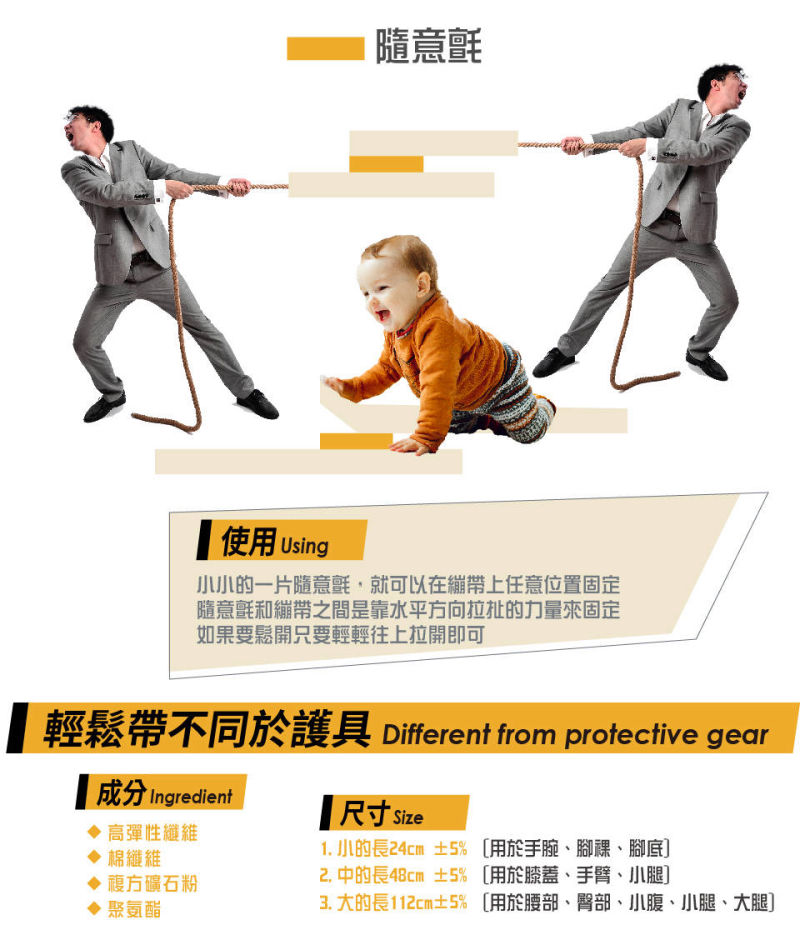 隨意氈
使用 Using
小小的一片隨意氈，就可以在繃帶上任意位置固定
隨意氈和繃帶之間是靠水平方向拉扯的力量來固定
如果要鬆開只要輕輕往上拉開即可
輕鬆帶不同於護具 Different from protective gear
成分 Ingredient
◆ 高彈性纖維
◆ 棉纖維
◆ 複方礦石粉
◆ 聚氨酯
尺寸 Size
1. 小的長24cm ±5% 〔用於手腕、腳裸、腳底〕
2. 中的長48cm ±5% 〔用於膝蓋、手臂、小腿〕
3. 大的長112cm±5% 〔用於腰部、臀部、小腹、小腿、大腿〕